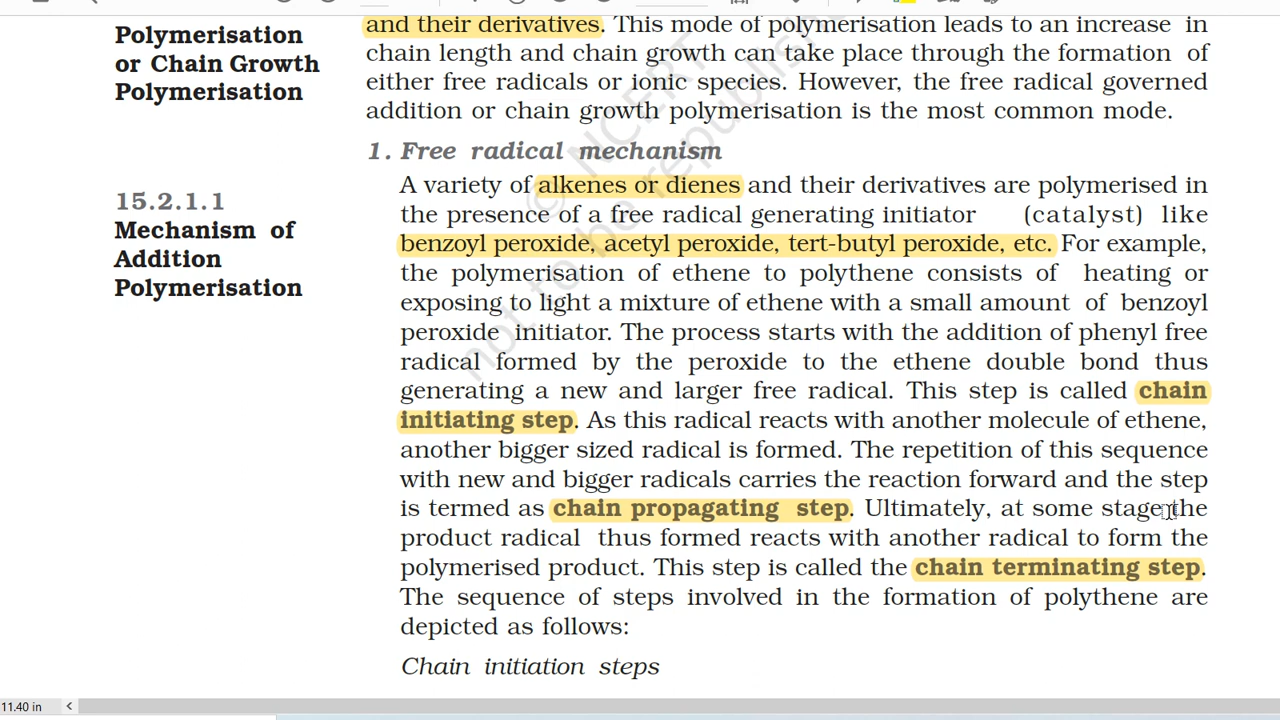 Polymerisation
or Chain Growth
Polymerisation
and their derivatives. This mode of polymerisation leads to an increase in
chain length and chain growth can take place through the formation of
either free radicals or ionic species. However, the free radical governed
addition or chain growth polymerisation is the most common mode.
1. Free radical mechanism
15.2.1.1
Mechanism of
Addition
Polymerisation
A variety of alkenes or dienes and their derivatives are polymerised in
the presence of a free radical generating initiator (catalyst) like
benzoyl peroxide, acetyl peroxide, tert-butyl peroxide, etc. For example,
the polymerisation of ethene to polythene consists of heating or
exposing to light a mixture of ethene with a small amount of benzoyl
peroxide initiator. The process starts with the addition of phenyl free
radical formed by the peroxide to the ethene double bond thus
generating a new and larger free radical. This step is called chain
initiating step. As this radical reacts with another molecule of ethene,
another bigger sized radical is formed. The repetition of this sequence
with new and bigger radicals carries the reaction forward and the step
is termed as chain propagating step. Ultimately, at some stage the
product radical thus formed reacts with another radical to form the
polymerised product. This step is called the chain terminating step.
The sequence of steps involved in the formation of polythene are
depicted as follows:
Chain initiation steps
© NCERT
not to be republish
11.40 in